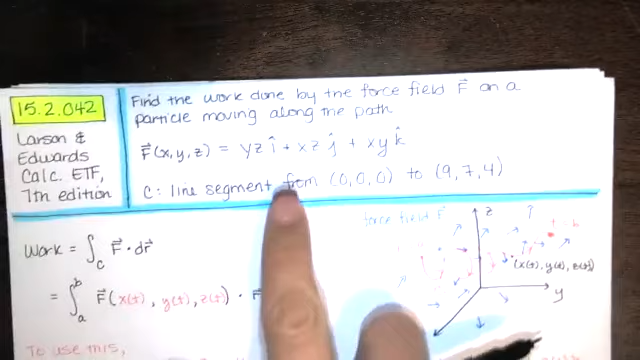 15.2.042
Larson &
Edwards
Calc. ETF,
7th edition
Find the work done by the force field F⃗ on a
particle moving along the path
F⃗(x,y,z) = yz î + xz ĵ + xy k̂
C: line segment from (0,0,0) to (9,7,4)
Work = ∫_C F⃗ · dr⃗
= ∫_a^b F⃗(x(t), y(t), z(t)) ·
To use this,
force field F⃗
z
(x(t), y(t), z(t))
y